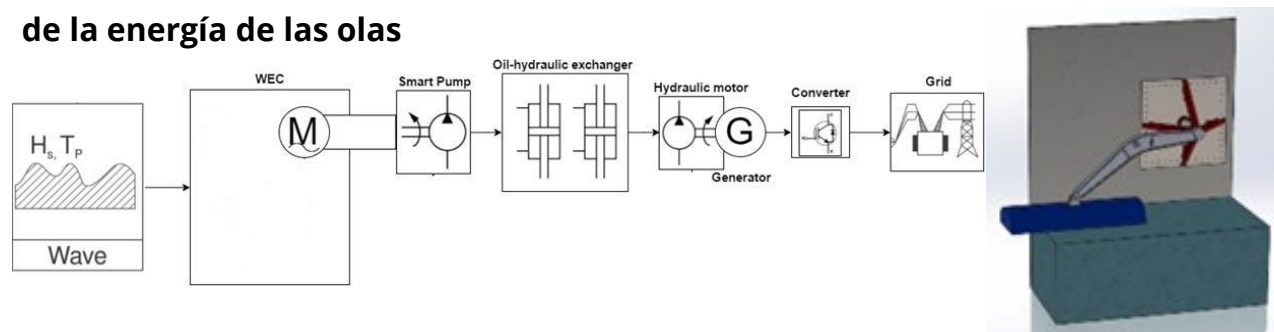 de la energía de las olas
WEC
Smart Pump
Oil-hydraulic exchanger
Hydraulic motor
Converter
Grid
Hs, Tp
M
G
Generator
Wave